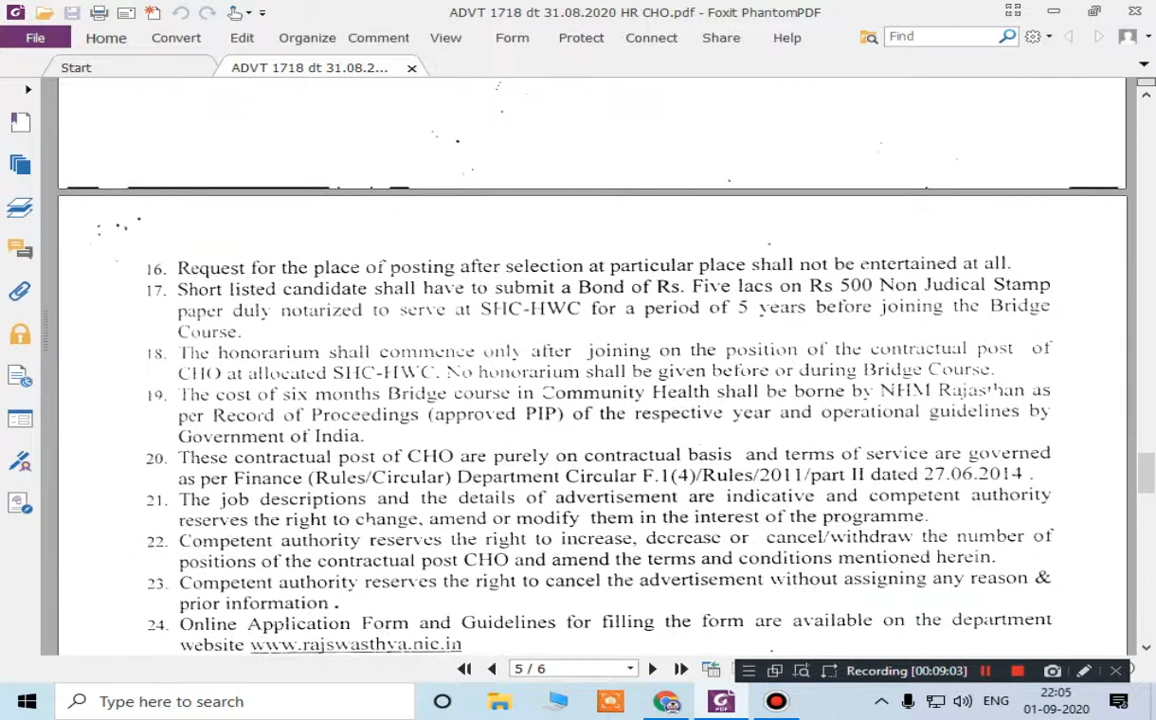 ADVT 1718 dt 31.08.2020 HR CHO.pdf - Foxit PhantomPDF
File Home Convert Edit Organize Comment View Form Protect Connect Share Help Find
Start ADVT 1718 dt 31.08.2...
16. Request for the place of posting after selection at particular place shall not be entertained at all.
17. Short listed candidate shall have to submit a Bond of Rs. Five lacs on Rs 500 Non Judical Stamp
paper duly notarized to serve at SHC-HWC for a period of 5 years before joining the Bridge
Course.
18. The honorarium shall commence only after joining on the position of the contractual post of
CHO at allocated SHC-HWC. No honorarium shall be given before or during Bridge Course.
19. The cost of six months Bridge course in Community Health shall be borne by NHM Rajasthan as
per Record of Proceedings (approved PIP) of the respective year and operational guidelines by
Government of India.
20. These contractual post of CHO are purely on contractual basis and terms of service are governed
as per Finance (Rules/Circular) Department Circular F.1(4)/Rules/2011/part II dated 27.06.2014 .
21. The job descriptions and the details of advertisement are indicative and competent authority
reserves the right to change, amend or modify them in the interest of the programme.
22. Competent authority reserves the right to increase, decrease or cancel/withdraw the number of
positions of the contractual post CHO and amend the terms and conditions mentioned herein.
23. Competent authority reserves the right to cancel the advertisement without assigning any reason &
prior information .
24. Online Application Form and Guidelines for filling the form are available on the department
website www.rajswasthya.nic.in
5 / 6
Recording [00:09:03]
Type here to search
ENG
22:05
01-09-2020